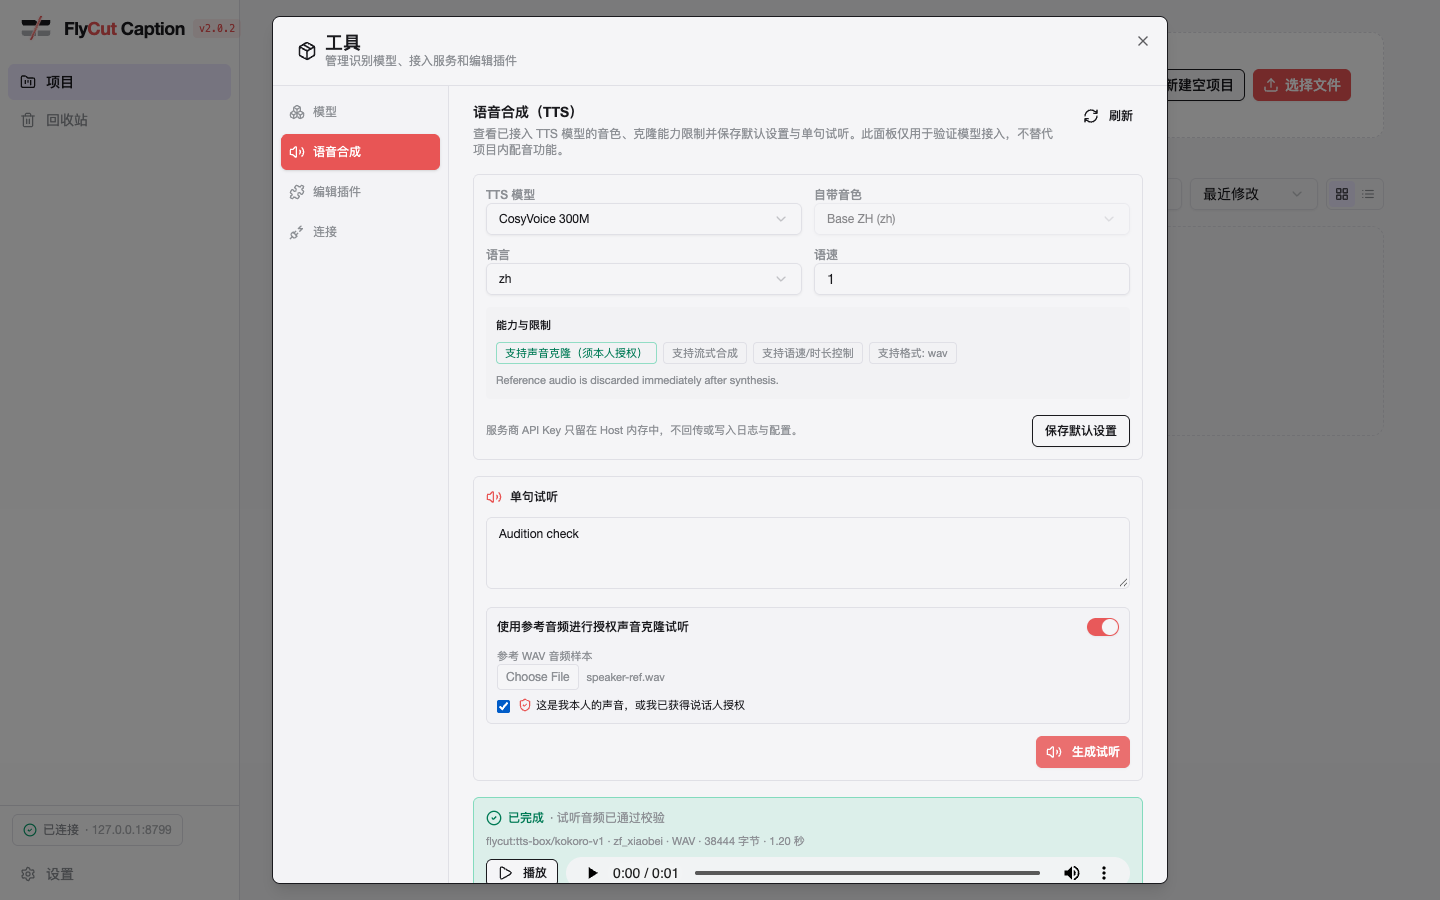 FlyCut Caption v2.0.2
项目
回收站
已连接 · 127.0.0.1:8799
设置
新建空项目
选择文件
最近修改
工具
管理识别模型、接入服务和编辑插件
模型
语音合成
编辑插件
连接
语音合成（TTS）
查看已接入 TTS 模型的音色、克隆能力限制并保存默认设置与单句试听。此面板仅用于验证模型接入，不替代
项目内配音功能。
刷新
TTS 模型
自带音色
CosyVoice 300M
Base ZH (zh)
语言
语速
zh
1
能力与限制
支持声音克隆（须本人授权）
支持流式合成
支持语速/时长控制
支持格式: wav
Reference audio is discarded immediately after synthesis.
服务商 API Key 只留在 Host 内存中，不回传或写入日志与配置。
保存默认设置
单句试听
Audition check
使用参考音频进行授权声音克隆试听
参考 WAV 音频样本
Choose File speaker-ref.wav
这是我本人的声音，或我已获得说话人授权
生成试听
已完成 · 试听音频已通过校验
flycut:tts-box/kokoro-v1 · zf_xiaobei · WAV · 38444 字节 · 1.20 秒
播放
0:00 / 0:01